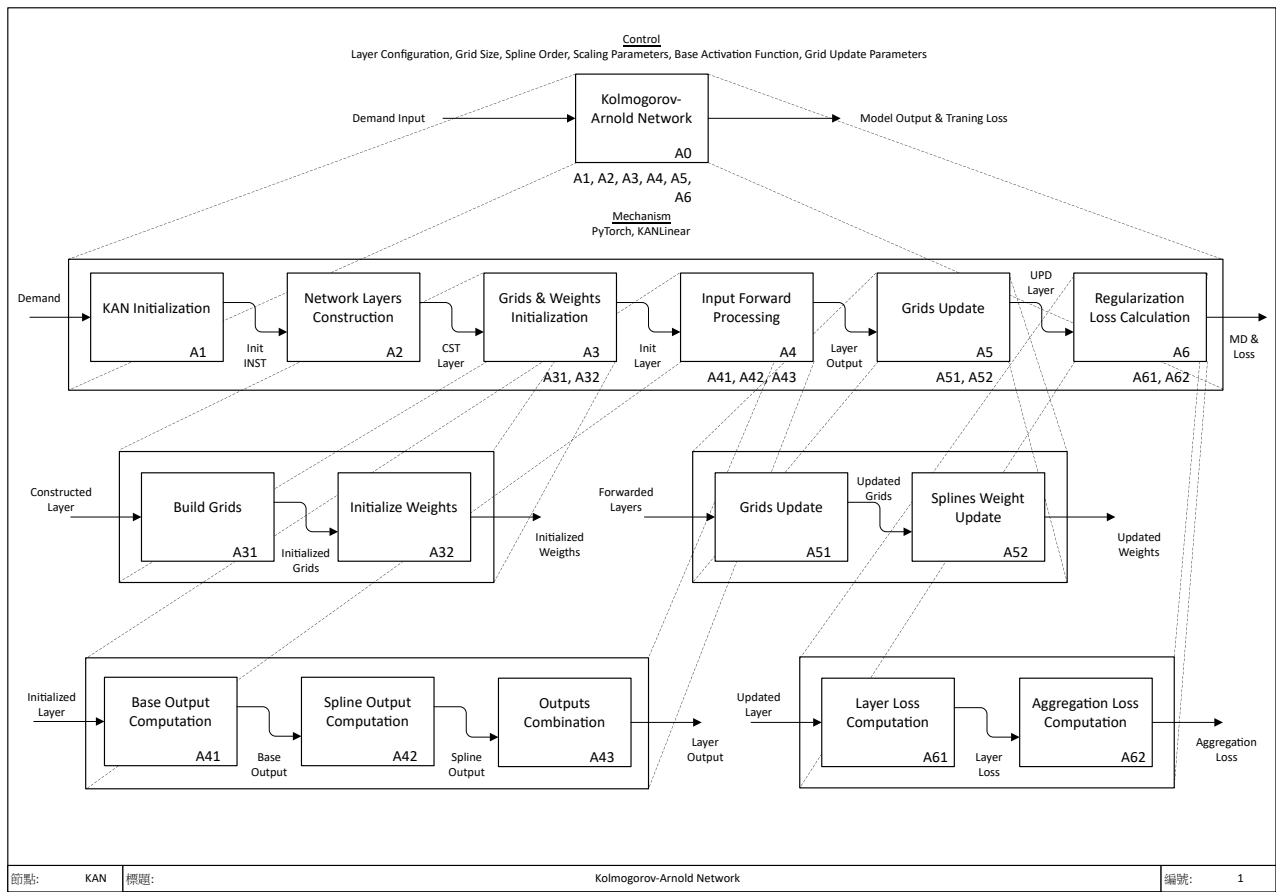 Control
Layer Configuration, Grid Size, Spline Order, Scaling Parameters, Base Activation Function, Grid Update Parameters
Demand Input
Kolmogorov-
Arnold Network
A0
Model Output & Traning Loss
A1, A2, A3, A4, A5,
A6
Mechanism
PyTorch, KANLinear
Demand
KAN Initialization
A1
Init
INST
Network Layers
Construction
A2
CST
Layer
Grids & Weights
Initialization
A3
A31, A32
Init
Layer
Input Forward
Processing
A4
A41, A42, A43
Layer
Output
Grids Update
A5
A51, A52
UPD
Layer
Regularization
Loss Calculation
A6
A61, A62
MD &
Loss
Constructed
Layer
Build Grids
A31
Initialized
Grids
Initialize Weights
A32
Initialized
Weigths
Forwarded
Layers
Grids Update
A51
Updated
Grids
Splines Weight
Update
A52
Updated
Weights
Initialized
Layer
Base Output
Computation
A41
Base
Output
Spline Output
Computation
A42
Spline
Output
Outputs
Combination
A43
Layer
Output
Updated
Layer
Layer Loss
Computation
A61
Layer
Loss
Aggregation Loss
Computation
A62
Aggregation
Loss
節點: KAN
標題: Kolmogorov-Arnold Network
編號: 1